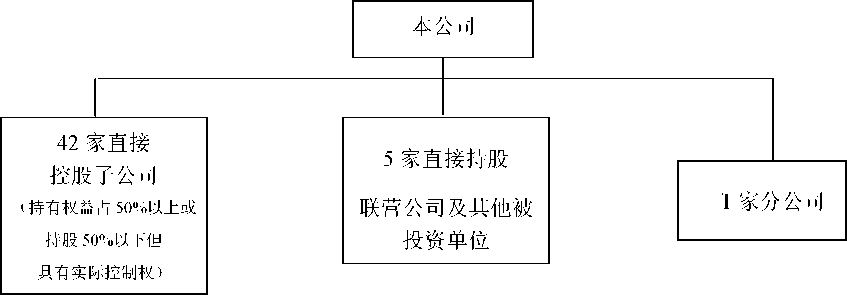 本公司
42 家直接
控股子公司
（持有权益占 50%以上或
持股 50%以下但
具有实际控制权）
5 家直接持股
联营公司及其他被
投资单位
1 家分公司